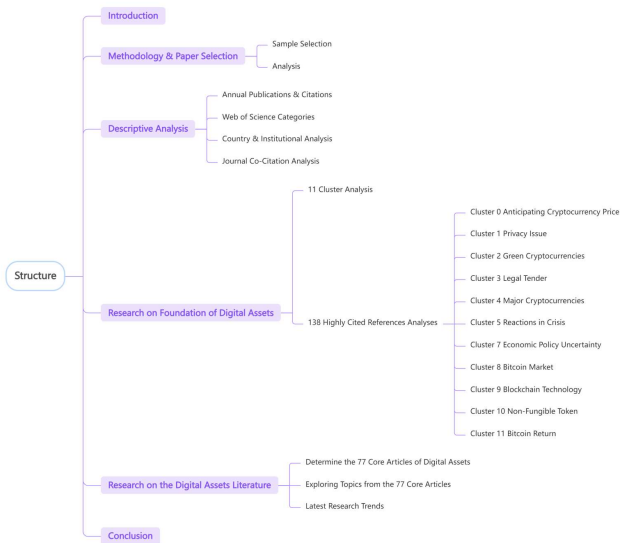 Structure
Introduction
Methodology & Paper Selection
Sample Selection
Analysis
Descriptive Analysis
Annual Publications & Citations
Web of Science Categories
Country & Institutional Analysis
Journal Co-Citation Analysis
Research on Foundation of Digital Assets
11 Cluster Analysis
138 Highly Cited References Analyses
Cluster 0 Anticipating Cryptocurrency Price
Cluster 1 Privacy Issue
Cluster 2 Green Cryptocurrencies
Cluster 3 Legal Tender
Cluster 4 Major Cryptocurrencies
Cluster 5 Reactions in Crisis
Cluster 7 Economic Policy Uncertainty
Cluster 8 Bitcoin Market
Cluster 9 Blockchain Technology
Cluster 10 Non-Fungible Token
Cluster 11 Bitcoin Return
Research on the Digital Assets Literature
Determine the 77 Core Articles of Digital Assets
Exploring Topics from the 77 Core Articles
Latest Research Trends
Conclusion